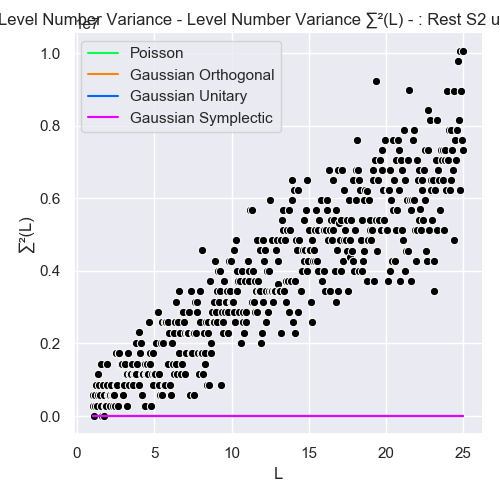 Level Number Variance - Level Number Variance ∑²(L) - : Rest S2 u
1e7
Poisson
Gaussian Orthogonal
Gaussian Unitary
Gaussian Symplectic
1.0
0.8
0.6
0.4
0.2
0.0
∑²(L)
0 5 10 15 20 25
L